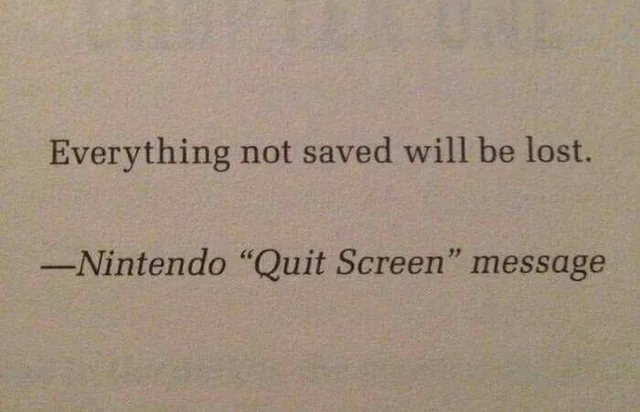 Everything not saved will be lost.
—Nintendo “Quit Screen” message